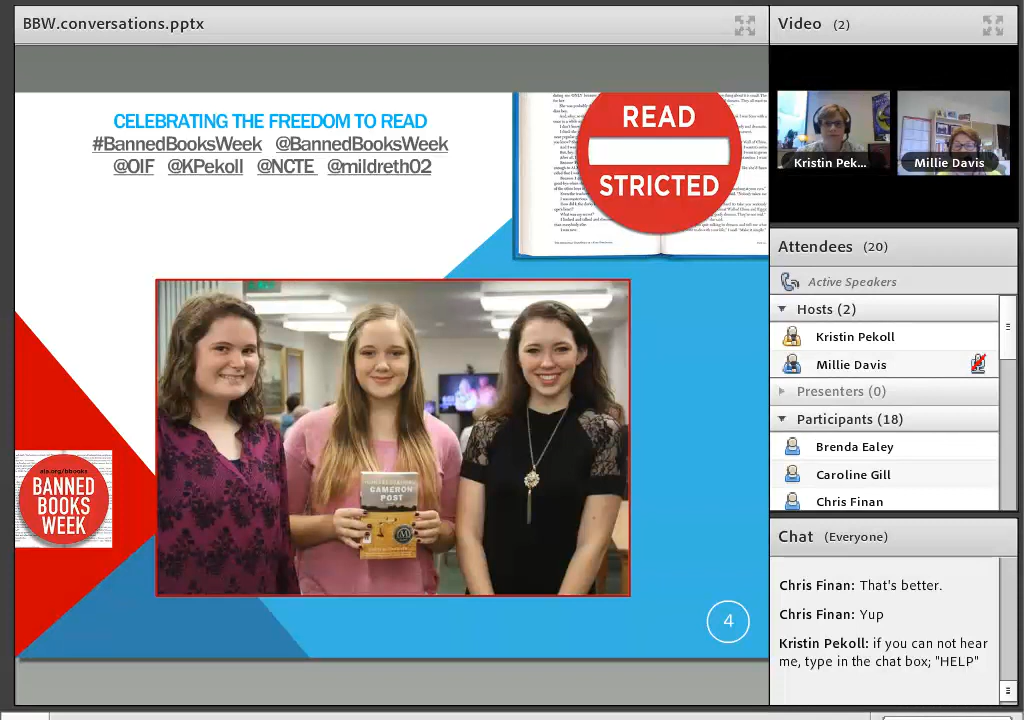 BBW.conversations.pptx
CELEBRATING THE FREEDOM TO READ
#BannedBooksWeek @BannedBooksWeek
@OIF @KPekoll @NCTE @mildreth02
READ
STRICTED
CAMERON
POST
ala.org/bbooks
BANNED
BOOKS
WEEK
4
Video (2)
Kristin Pek...
Millie Davis
Attendees (20)
Active Speakers
Hosts (2)
Kristin Pekoll
Millie Davis
Presenters (0)
Participants (18)
Brenda Ealey
Caroline Gill
Chris Finan
Chat (Everyone)
Chris Finan: That's better.
Chris Finan: Yup
Kristin Pekoll: if you can not hear
me, type in the chat box; "HELP"